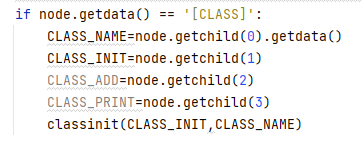 if node.getdata() == '[CLASS]':
CLASS_NAME=node.getchild(0).getdata()
CLASS_INIT=node.getchild(1)
CLASS_ADD=node.getchild(2)
CLASS_PRINT=node.getchild(3)
classinit(CLASS_INIT,CLASS_NAME)